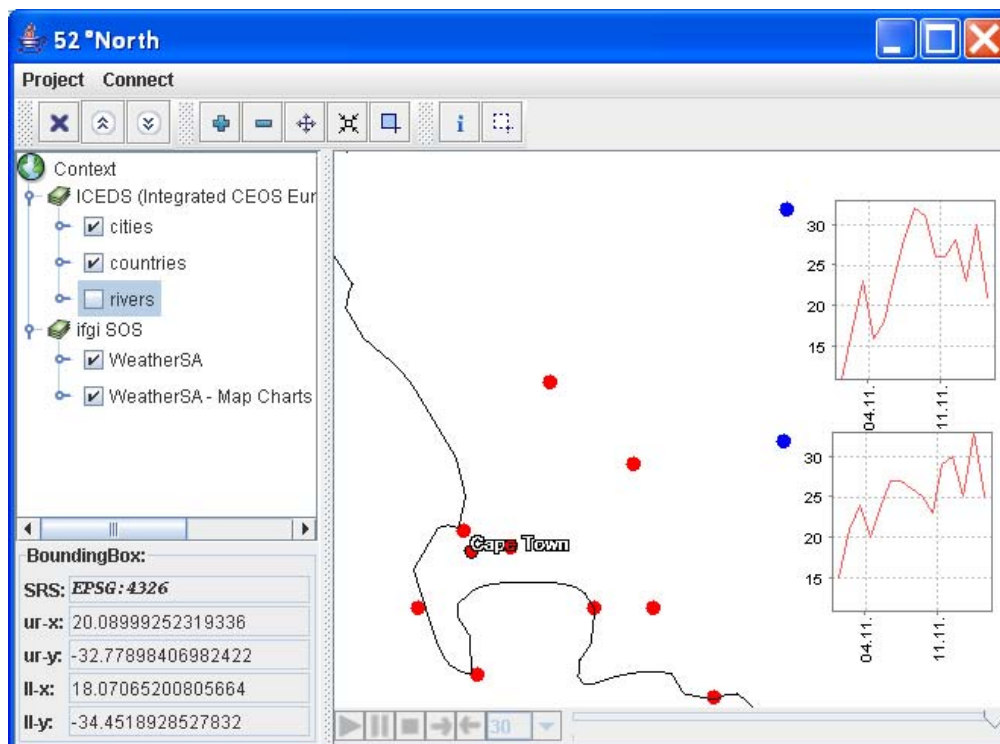 52°North
Project Connect
i
Context
ICEDS (Integrated CEOS Eur
cities
countries
rivers
ifgi SOS
WeatherSA
WeatherSA - Map Charts
BoundingBox:
SRS: EPSG:4326
ur-x: 20.08999252319336
ur-y: -32.77898406982422
ll-x: 18.07065200805664
ll-y: -34.4518928527832
Cape Town
30
25
20
15
04.11.
11.11.
30
25
20
15
04.11.
11.11.
30